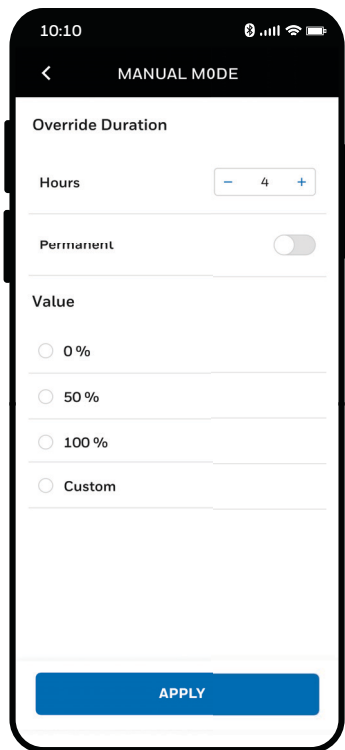 10:10
MANUAL M0DE
Override Duration
Hours - 4 +
Permanent
Value
0 %
50 %
100 %
Custom
APPLY